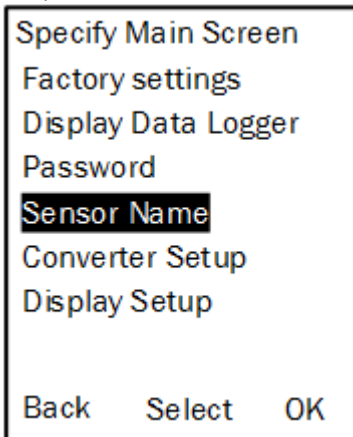 Specify Main Screen
Factory settings
Display Data Logger
Password
Sensor Name
Converter Setup
Display Setup
Back Select OK